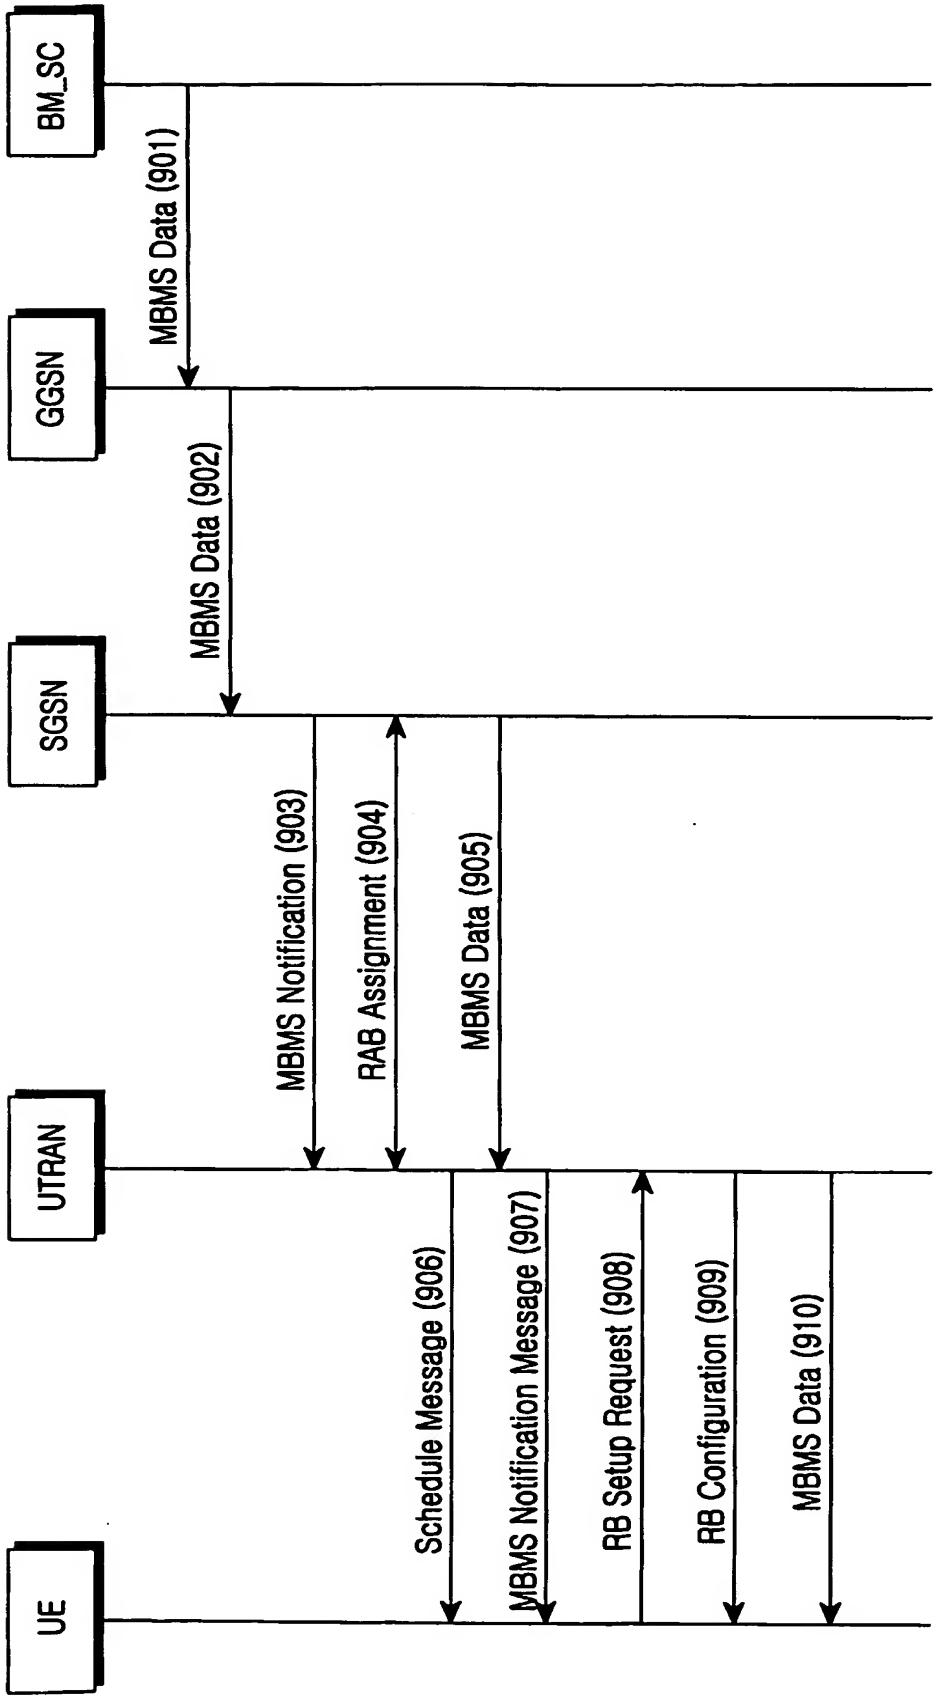 UE
UTRAN
SGSN
GGSN
BM_SC
MBMS Data (901)
MBMS Data (902)
MBMS Notification (903)
RAB Assignment (904)
MBMS Data (905)
Schedule Message (906)
MBMS Notification Message (907)
RB Setup Request (908)
RB Configuration (909)
MBMS Data (910)